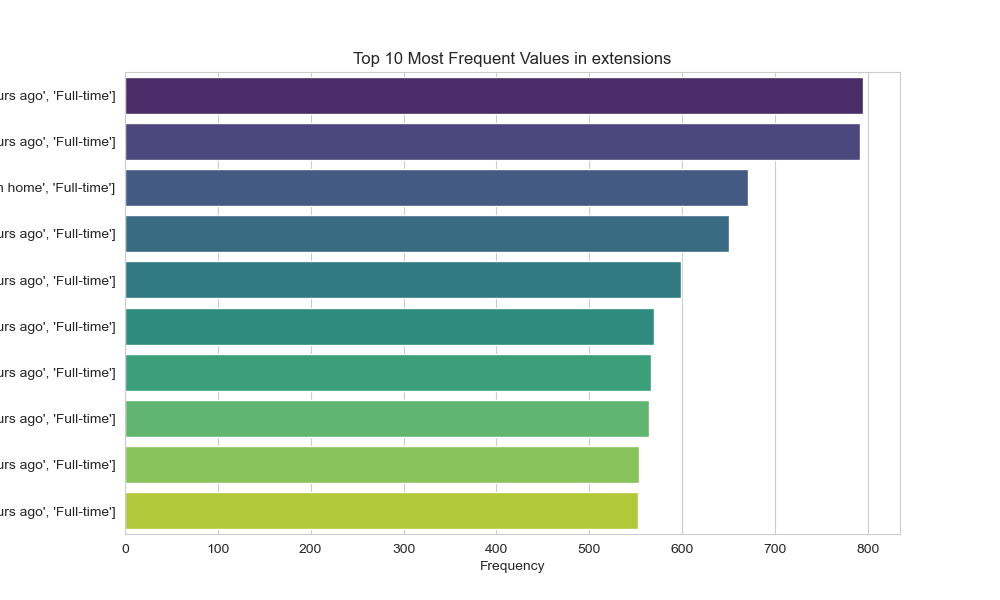 Top 10 Most Frequent Values in extensions
urs ago', 'Full-time']
urs ago', 'Full-time']
home', 'Full-time']
urs ago', 'Full-time']
urs ago', 'Full-time']
urs ago', 'Full-time']
urs ago', 'Full-time']
urs ago', 'Full-time']
urs ago', 'Full-time']
urs ago', 'Full-time']
0 100 200 300 400 500 600 700 800
Frequency